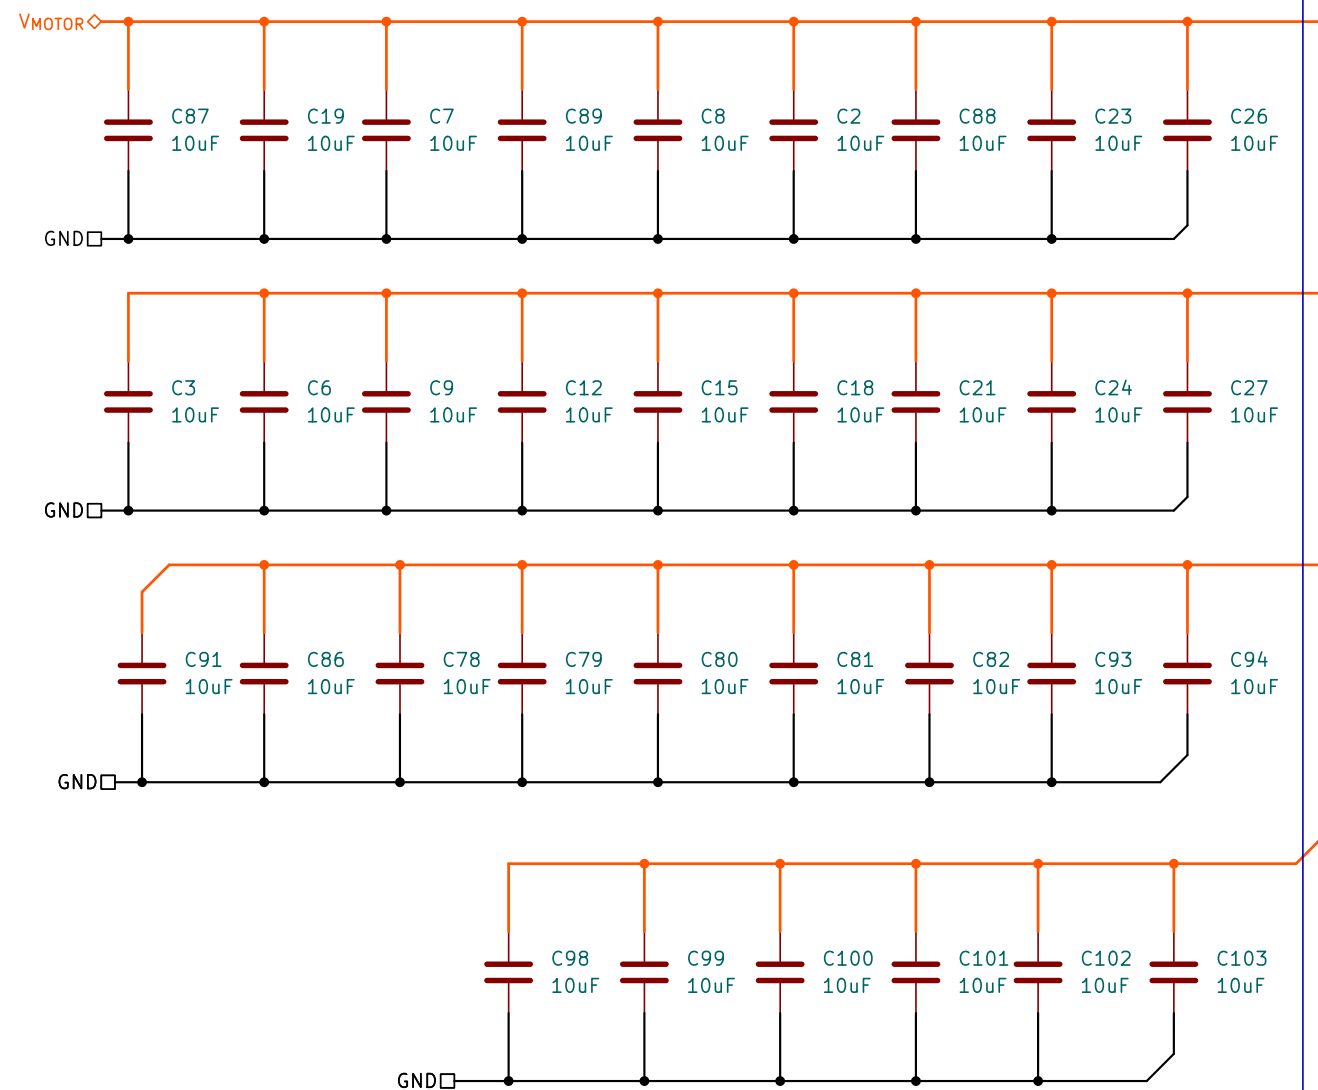 VMOTOR
C87 C19 C7 C89 C8 C2 C88 C23 C26
10uF 10uF 10uF 10uF 10uF 10uF 10uF 10uF 10uF
GND
C3 C6 C9 C12 C15 C18 C21 C24 C27
10uF 10uF 10uF 10uF 10uF 10uF 10uF 10uF 10uF
GND
C91 C86 C78 C79 C80 C81 C82 C93 C94
10uF 10uF 10uF 10uF 10uF 10uF 10uF 10uF 10uF
GND
C98 C99 C100 C101 C102 C103
10uF 10uF 10uF 10uF 10uF 10uF
GND